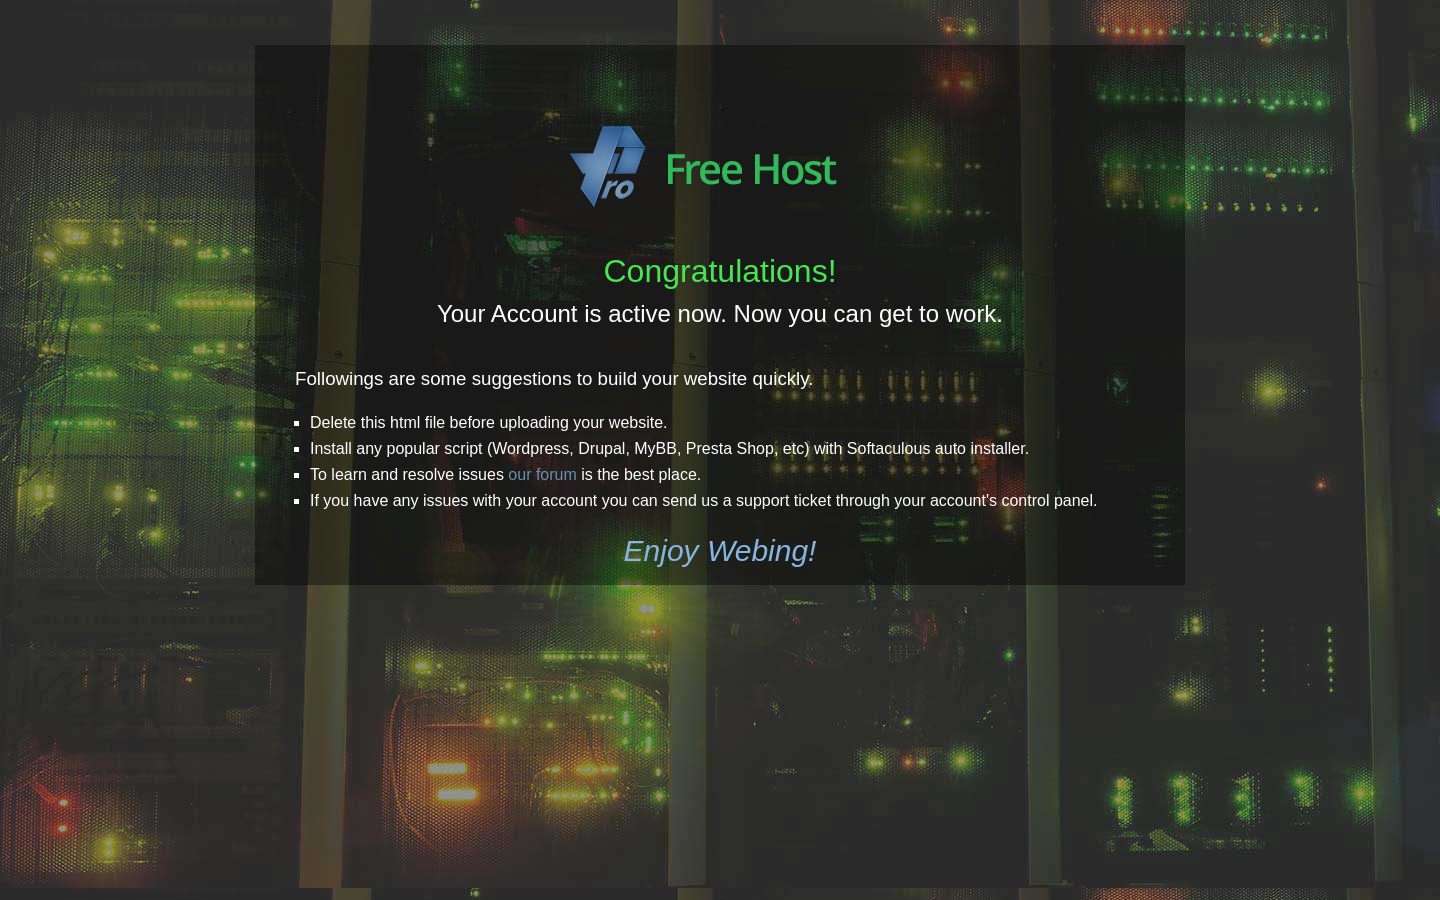 ro
Free Host
Congratulations!
Your Account is active now. Now you can get to work.
Followings are some suggestions to build your website quickly.
Delete this html file before uploading your website.
Install any popular script (Wordpress, Drupal, MyBB, Presta Shop, etc) with Softaculous auto installer.
To learn and resolve issues our forum is the best place.
If you have any issues with your account you can send us a support ticket through your account's control panel.
Enjoy Webing!